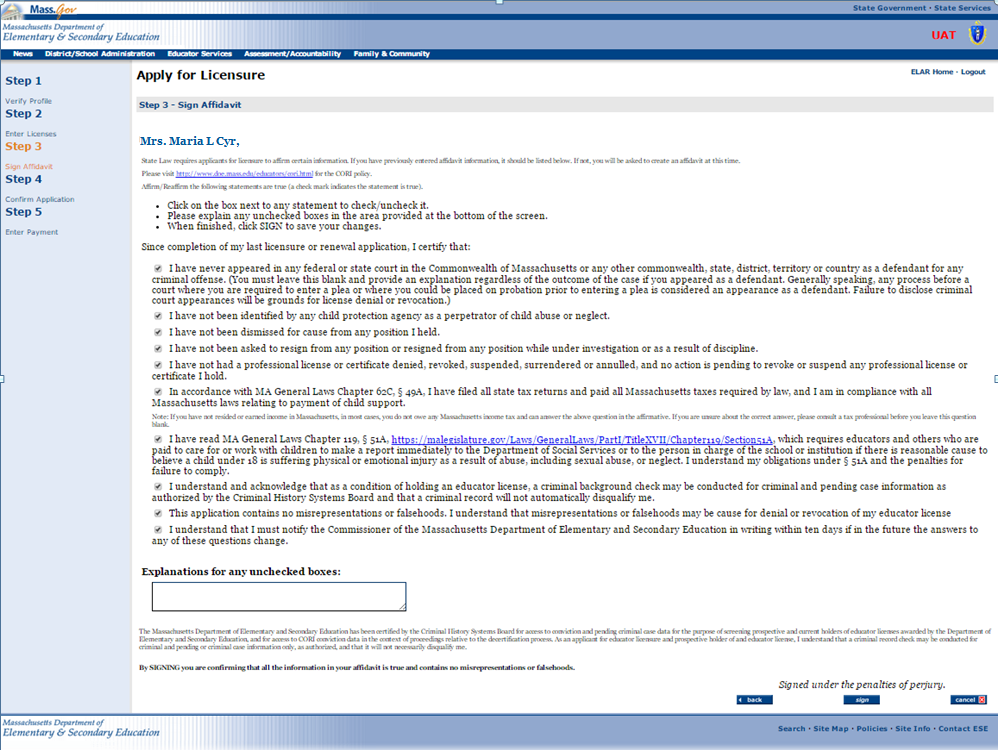 Mass.Gov
State Government • State Services
Massachusetts Department of
Elementary & Secondary Education
UAT
News District/School Administration Educator Services Assessment/Accountability Family & Community
Step 1
Verify Profile
Step 2
Enter Licenses
Step 3
Sign Affidavit
Step 4
Confirm Application
Step 5
Enter Payment
Apply for Licensure
ELAR Home - Logout
Step 3 - Sign Affidavit
Mrs. Maria L Cyr,
State Law requires applicants for licensure to affirm certain information. If you have previously entered affidavit information, it should be listed below. If not, you will be asked to create an affidavit at this time.
Please visit http://www.doe.mass.edu/educators/cori.html for the CORI policy.
Affirm/Reaffirm the following statements are true (a check mark indicates the statement is true).
• Click on the box next to any statement to check/uncheck it.
• Please explain any unchecked boxes in the area provided at the bottom of the screen.
• When finished, click SIGN to save your changes.
Since completion of my last licensure or renewal application, I certify that:
I have never appeared in any federal or state court in the Commonwealth of Massachusetts or any other commonwealth, state, district, territory or country as a defendant for any
criminal offense. (You must leave this blank and provide an explanation regardless of the outcome of the case if you appeared as a defendant. Generally speaking, any process before a
court where you are required to enter a plea or where you could be placed on probation prior to entering a plea is considered an appearance as a defendant. Failure to disclose criminal
court appearances will be grounds for license denial or revocation.)
I have not been identified by any child protection agency as a perpetrator of child abuse or neglect.
I have not been dismissed for cause from any position I held.
I have not been asked to resign from any position or resigned from any position while under investigation or as a result of discipline.
I have not had a professional license or certificate denied, revoked, suspended, surrendered or annulled, and no action is pending to revoke or suspend any professional license or
certificate I hold.
In accordance with MA General Laws Chapter 62C, § 49A, I have filed all state tax returns and paid all Massachusetts taxes required by law, and I am in compliance with all
Massachusetts laws relating to payment of child support.
Note: If you have not resided or earned income in Massachusetts, in most cases, you do not owe any Massachusetts income tax and can answer the above question in the affirmative. If you are unsure about the correct answer, please consult a tax professional before you leave this question
blank.
I have read MA General Laws Chapter 119, § 51A, https://malegislature.gov/Laws/GeneralLaws/PartI/TitleXVII/Chapter119/Section51A, which requires educators and others who are
paid to care for or work with children to make a report immediately to the Department of Social Services or to the person in charge of the school or institution if there is reasonable cause to
believe a child under 18 is suffering physical or emotional injury as a result of abuse, including sexual abuse, or neglect. I understand my obligations under § 51A and the penalties for
failure to comply.
I understand and acknowledge that as a condition of holding an educator license, a criminal background check may be conducted for criminal and pending case information as
authorized by the Criminal History Systems Board and that a criminal record will not automatically disqualify me.
This application contains no misrepresentations or falsehoods. I understand that misrepresentations or falsehoods may be cause for denial or revocation of my educator license
I understand that I must notify the Commissioner of the Massachusetts Department of Elementary and Secondary Education in writing within ten days if in the future the answers to
any of these questions change.
Explanations for any unchecked boxes:
The Massachusetts Department of Elementary and Secondary Education has been certified by the Criminal History Systems Board for access to conviction and pending criminal case data for the purpose of screening prospective and current holders of educator licenses awarded by the Department of
Elementary and Secondary Education, and for access to CORI conviction data in the context of proceedings relative to the decertification process. As an applicant for educator licensure and prospective holder of and educator license, I understand that a criminal record check may be conducted for
criminal and pending or criminal case information only, as authorized, and that it will not necessarily disqualify me.
By SIGNING you are confirming that all the information in your affidavit is true and contains no misrepresentations or falsehoods.
Signed under the penalties of perjury.
back sign cancel
Massachusetts Department of
Elementary & Secondary Education
Search • Site Map • Policies • Site Info • Contact ESE